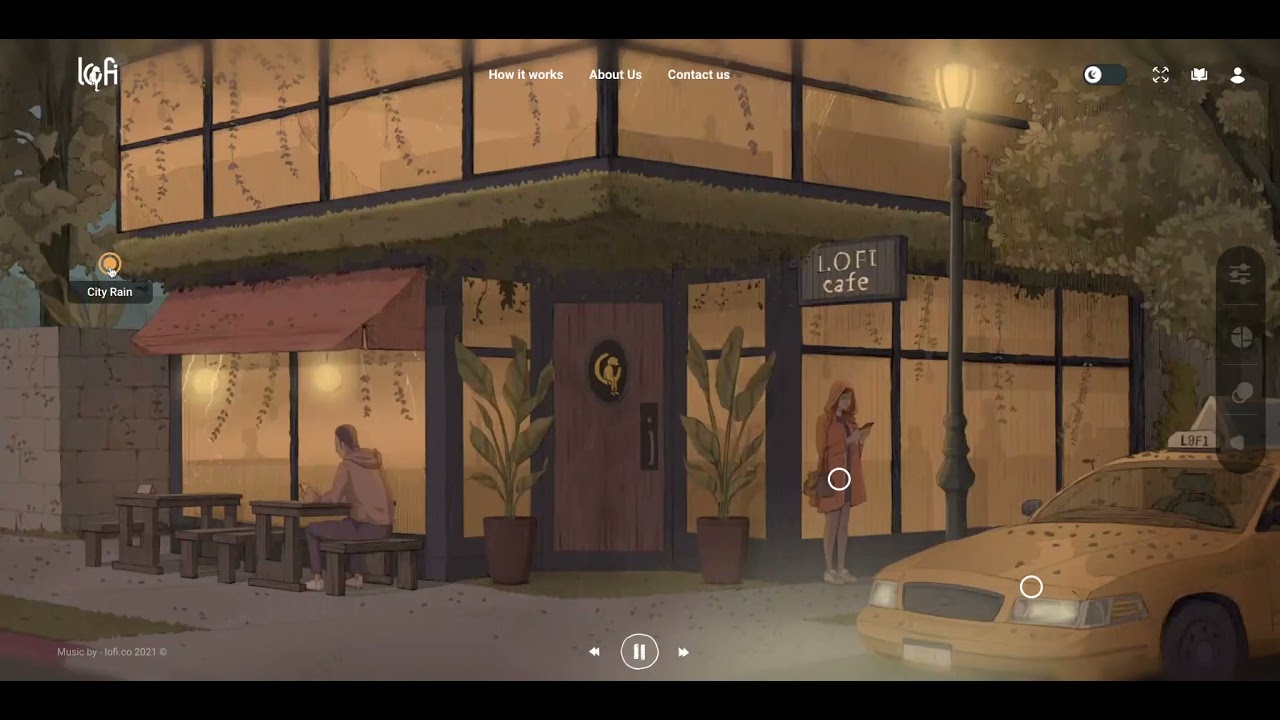 lofi
How it works About Us Contact us
LOFI
cafe
City Rain
LOFI
Music by - lofi.co 2021 ©